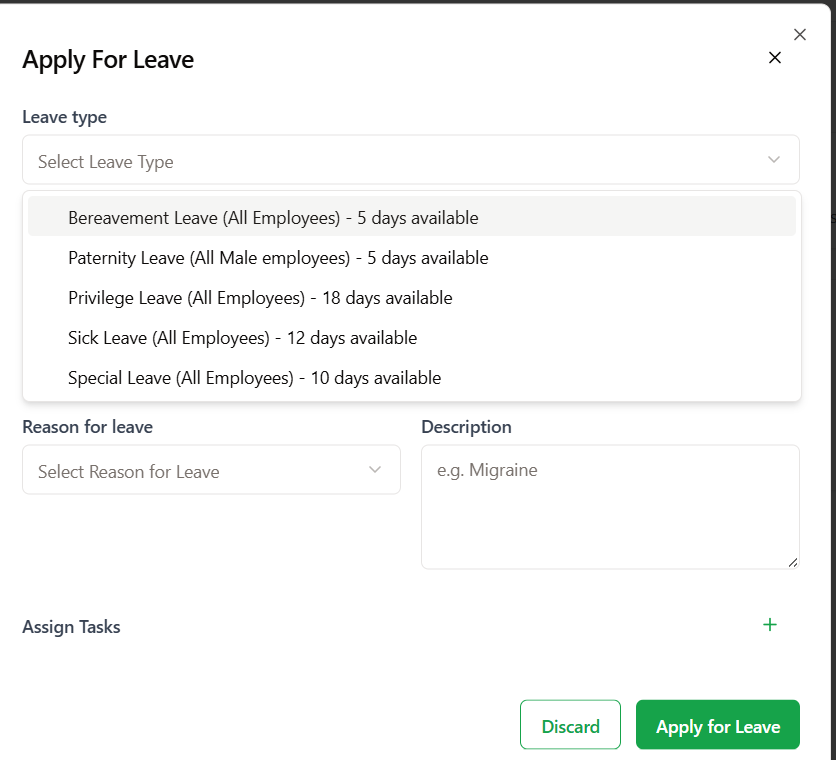 Apply For Leave
Leave type
Select Leave Type
Bereavement Leave (All Employees) - 5 days available
Paternity Leave (All Male employees) - 5 days available
Privilege Leave (All Employees) - 18 days available
Sick Leave (All Employees) - 12 days available
Special Leave (All Employees) - 10 days available
Reason for leave
Description
Select Reason for Leave
e.g. Migraine
Assign Tasks
Discard
Apply for Leave